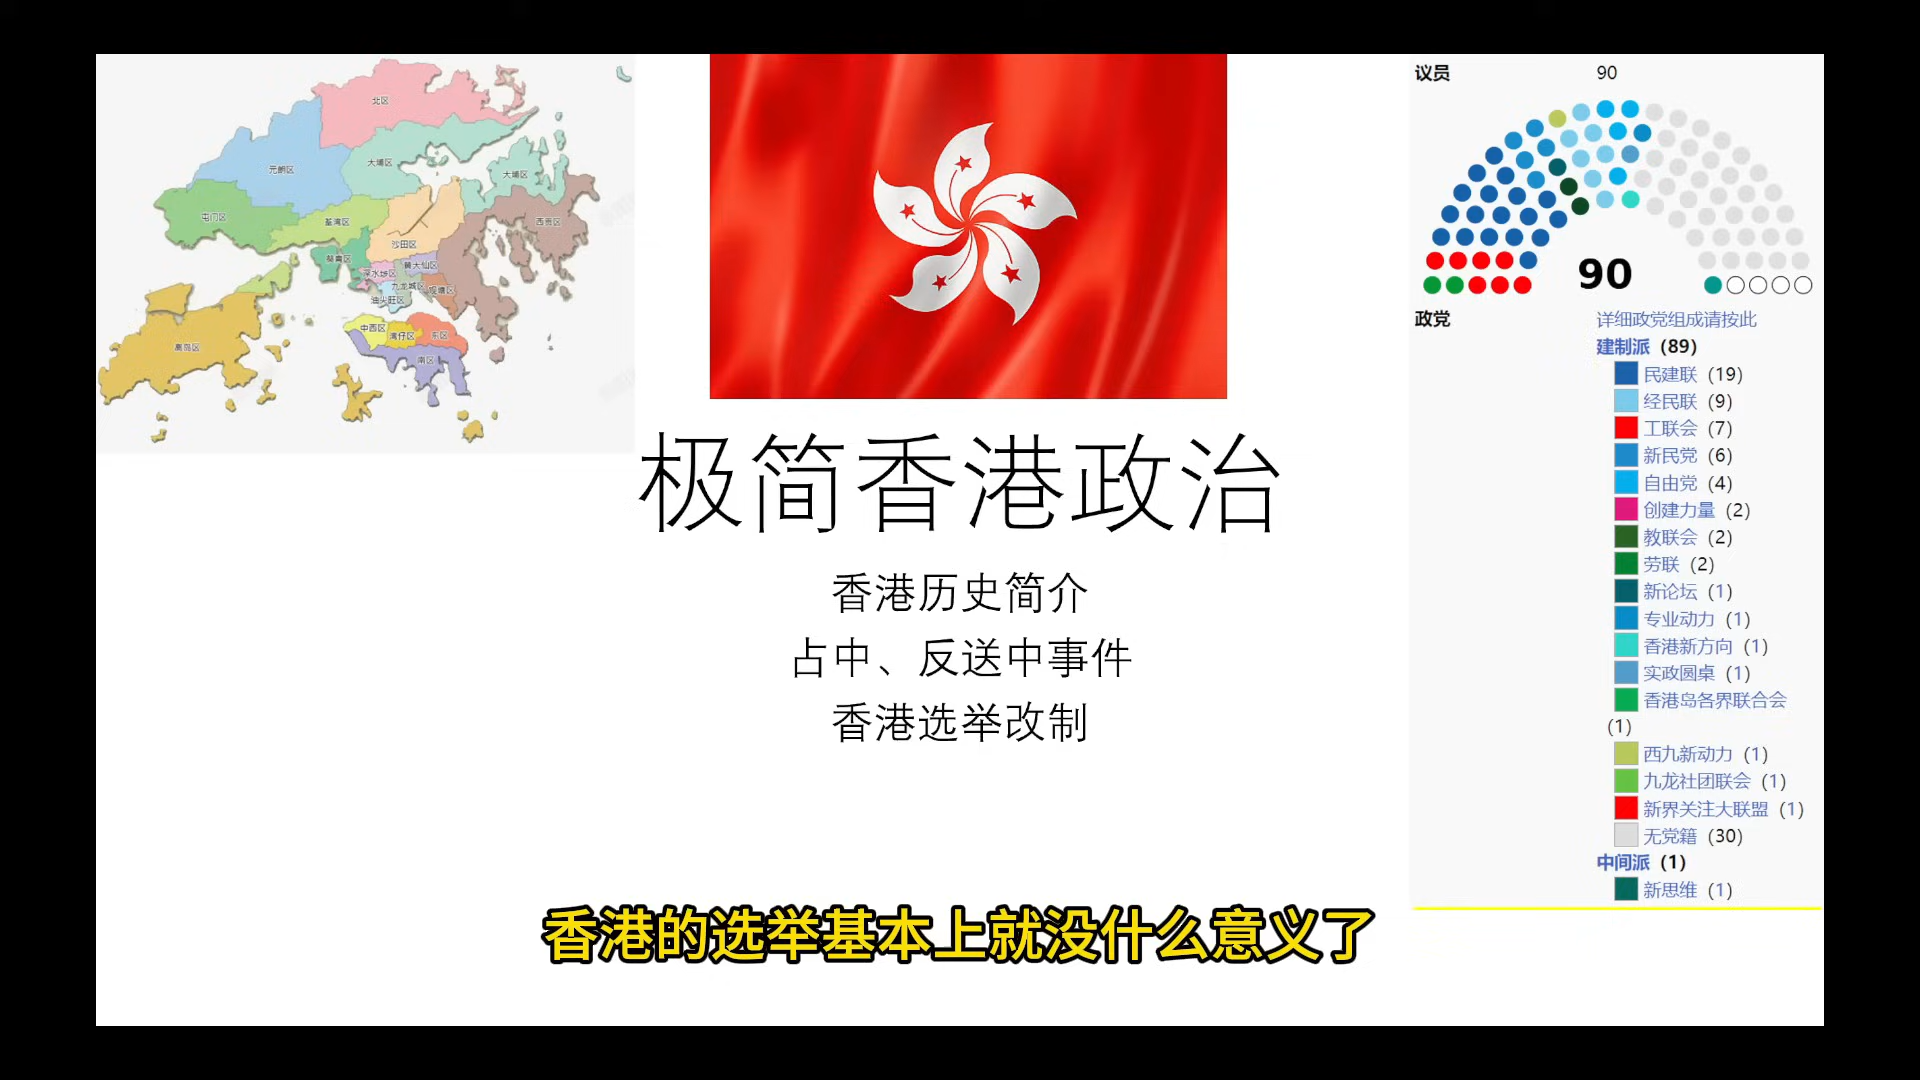 北区
元朗区
大埔区
大埔区
屯门区
荃湾区
西贡区
沙田区
葵青区
黄大仙区
深水埗区
九龙城区
观塘区
油尖旺区
中西区
湾仔区
东区
南区
离岛区
极简香港政治
香港历史简介
占中、反送中事件
香港选举改制
议员 90
90
政党 详细政党组成请按此
建制派 (89)
民建联 (19)
经民联 (9)
工联会 (7)
新民党 (6)
自由党 (4)
创建力量 (2)
教联会 (2)
劳联 (2)
新论坛 (1)
专业动力 (1)
香港新方向 (1)
实政圆桌 (1)
香港岛各界联合会
(1)
西九新动力 (1)
九龙社团联会 (1)
新界关注大联盟 (1)
无党籍 (30)
中间派 (1)
新思维 (1)
香港的选举基本上就没什么意义了